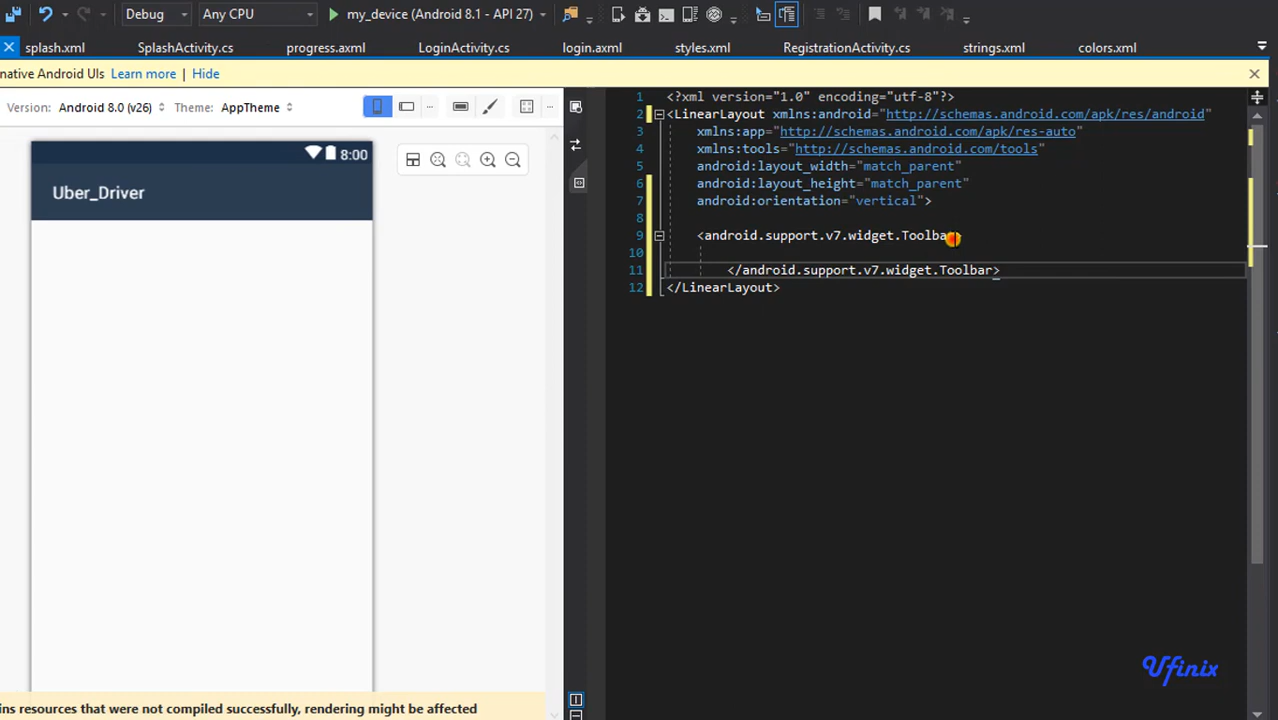 Debug Any CPU my_device (Android 8.1 - API 27)
splash.xml SplashActivity.cs progress.axml LoginActivity.cs login.axml styles.xml RegistrationActivity.cs strings.xml colors.xml
native Android UIs Learn more Hide
Version: Android 8.0 (v26) Theme: AppTheme
8:00
Uber_Driver
1 <?xml version="1.0" encoding="utf-8"?>
2 <LinearLayout xmlns:android="http://schemas.android.com/apk/res/android"
3 xmlns:app="http://schemas.android.com/apk/res-auto"
4 xmlns:tools="http://schemas.android.com/tools"
5 android:layout_width="match_parent"
6 android:layout_height="match_parent"
7 android:orientation="vertical">
8
9 <android.support.v7.widget.Toolbar>
10
11 </android.support.v7.widget.Toolbar>
12 </LinearLayout>
Ufinix
ins resources that were not compiled successfully, rendering might be affected